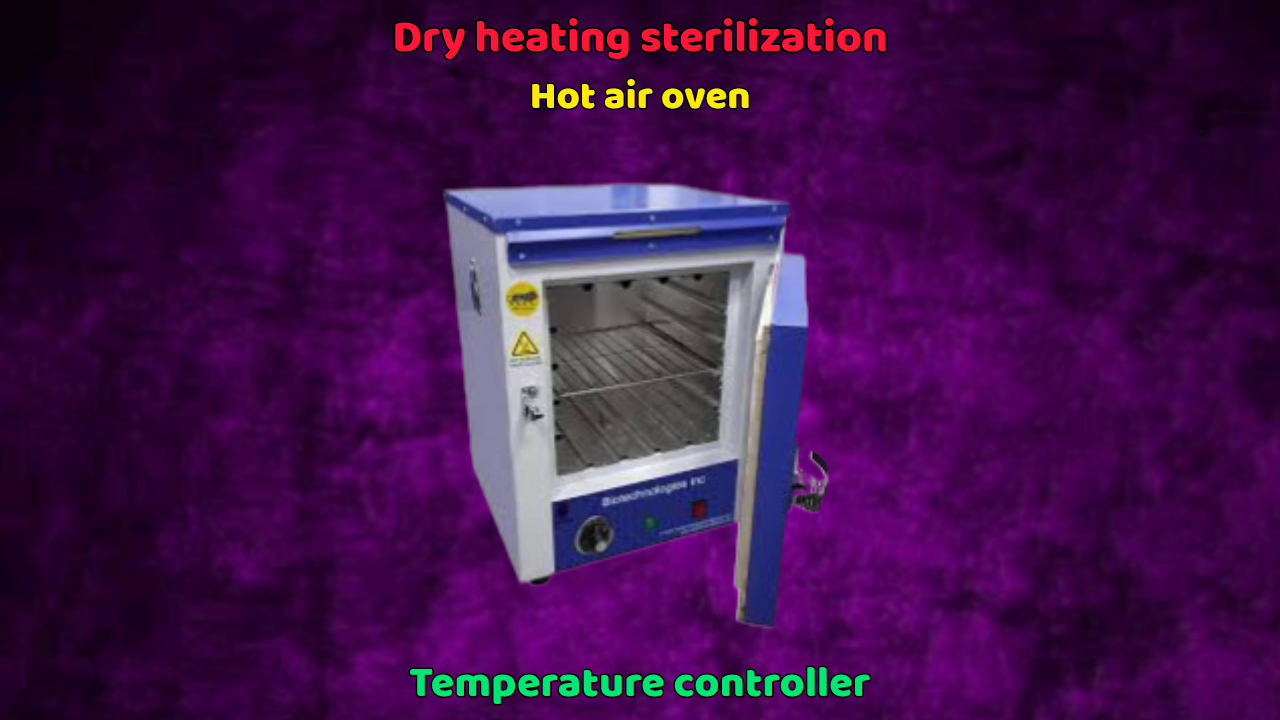 Dry heating sterilization
Hot air oven
Biotechnologies Inc
Temperature controller